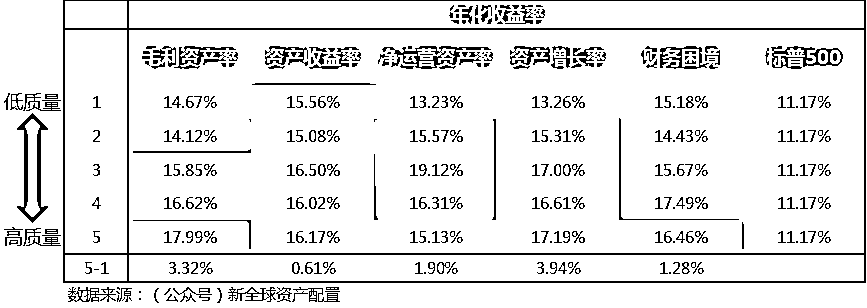 年化收益率
毛利资产率 资产收益率 净运营资产率 资产增长率 财务困境 标普500
低质量 1 14.67% 15.56% 13.23% 13.26% 15.18% 11.17%
2 14.12% 15.08% 15.57% 15.31% 14.43% 11.17%
3 15.85% 16.50% 19.12% 17.00% 15.67% 11.17%
4 16.62% 16.02% 16.31% 16.61% 17.49% 11.17%
高质量 5 17.99% 16.17% 15.13% 17.19% 16.46% 11.17%
5-1 3.32% 0.61% 1.90% 3.94% 1.28%
数据来源：（公众号）新全球资产配置